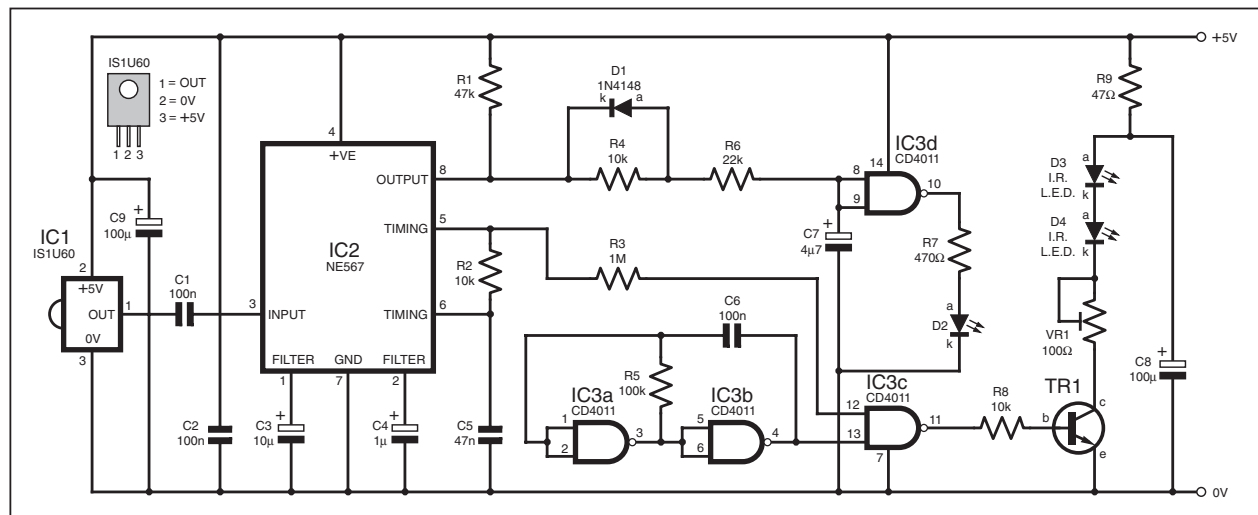 IS1U60
1 = OUT
2 = 0V
3 = +5V
1 2 3
+5V
R1
47k
D1
1N4148
k a
R4
10k
R6
22k
IC3d
CD4011
14
8
9
10
R9
47Ω
a
D3
I.R.
L.E.D.
k
a
D4
I.R.
L.E.D.
k
4
+VE
OUTPUT
8
TIMING
5
IC2
NE567
R2
10k
TIMING
6
3
INPUT
FILTER
GND
FILTER
1
7
2
C9
100µ
+
IC1
IS1U60
2
+5V
OUT
1
0V
3
C1
100n
R3
1M
C7
4µ7
+
R7
470Ω
a
D2
k
C6
100n
R5
100k
IC3a
CD4011
1
2
3
IC3b
CD4011
5
6
4
IC3c
CD4011
12
13
11
7
R8
10k
VR1
100Ω
TR1
b
c
e
C8
100µ
+
C2
100n
C3
10µ
+
C4
1µ
+
C5
47n
0V